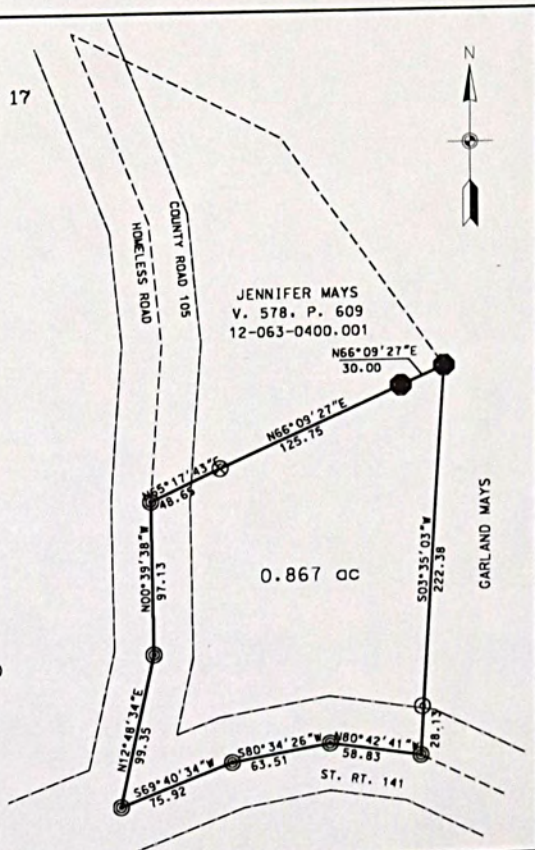 17
N
HOMELESS ROAD
COUNTY ROAD 105
JENNIFER MAYS
V. 578, P. 609
12-063-0400.001
N66°09'27"E
30.00
N66°09'27"E
125.75
N65°17'43"E
48.65
N00°39'38"W
97.13
0.867 ac
S03°35'03"W
222.38
GARLAND MAYS
N12°48'34"E
99.35
S69°40'34"W
75.92
S80°34'26"W
63.51
N80°42'41"W
58.83
28.13
ST. RT. 141